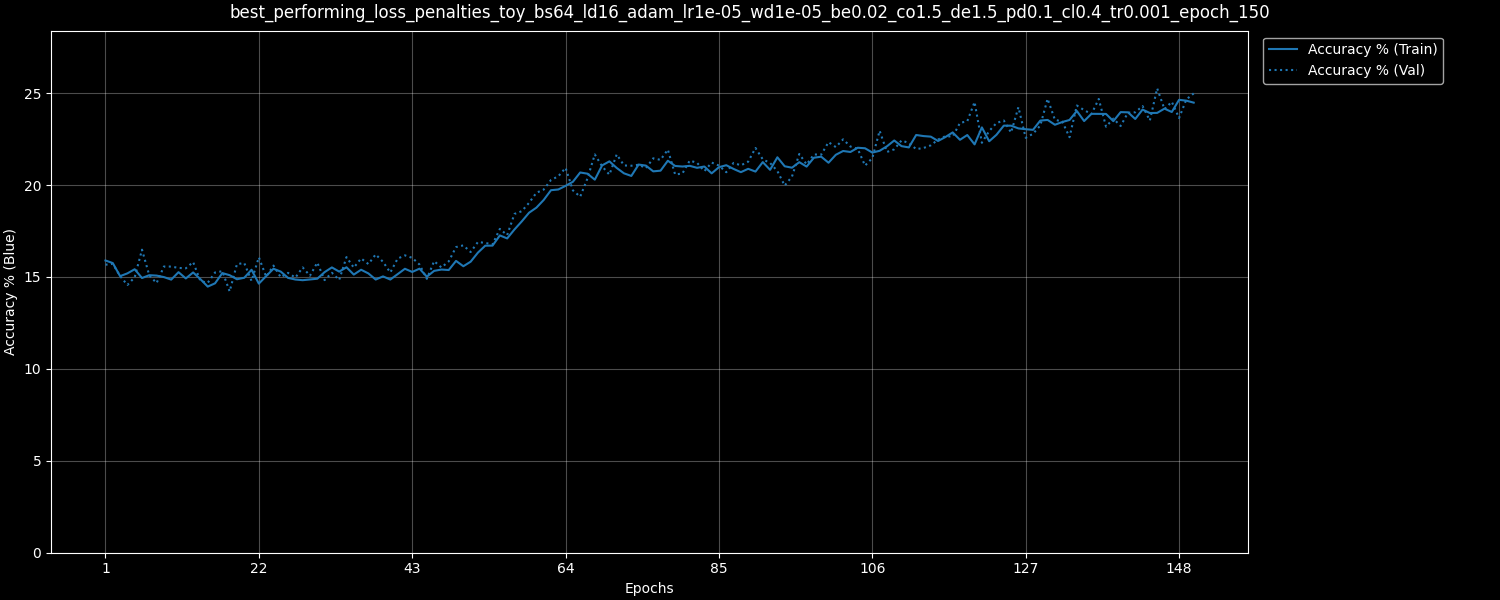 best_performing_loss_penalties_toy_bs64_ld16_adam_lr1e-05_wd1e-05_be0.02_co1.5_de1.5_pd0.1_cl0.4_tr0.001_epoch_150
Accuracy % (Train)
Accuracy % (Val)
Accuracy % (Blue)
25
20
15
10
5
0
1 22 43 64 85 106 127 148
Epochs